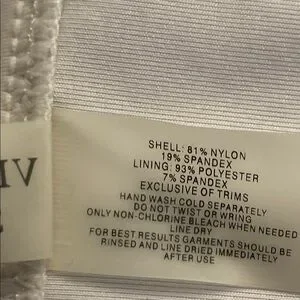 IV
SHELL: 81% NYLON
19% SPANDEX
LINING: 93% POLYESTER
7% SPANDEX
EXCLUSIVE OF TRIMS
HAND WASH COLD SEPARATELY
DO NOT TWIST OR WRING
ONLY NON-CHLORINE BLEACH WHEN NEEDED
LINE DRY
FOR BEST RESULTS GARMENTS SHOULD BE
RINSED AND LINE DRIED IMMEDIATELY
AFTER USE